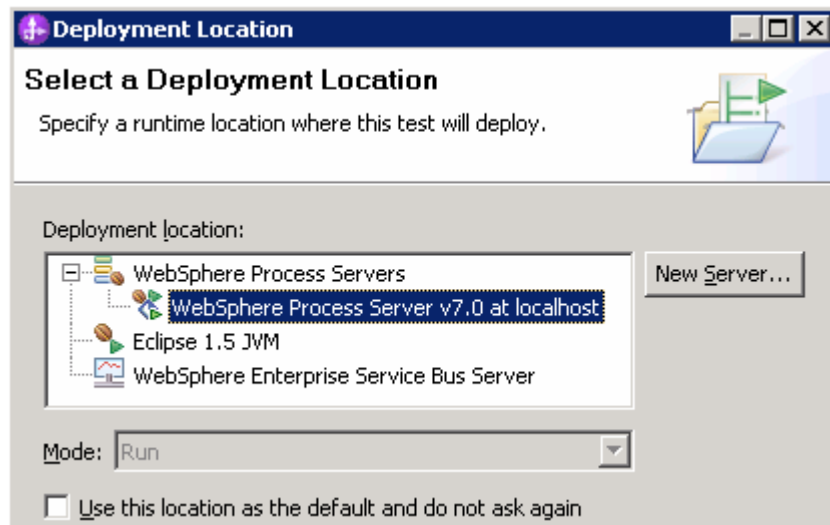 Deployment Location
Select a Deployment Location
Specify a runtime location where this test will deploy.
Deployment location:
WebSphere Process Servers
New Server...
WebSphere Process Server v7.0 at localhost
Eclipse 1.5 JVM
WebSphere Enterprise Service Bus Server
Mode: Run
Use this location as the default and do not ask again